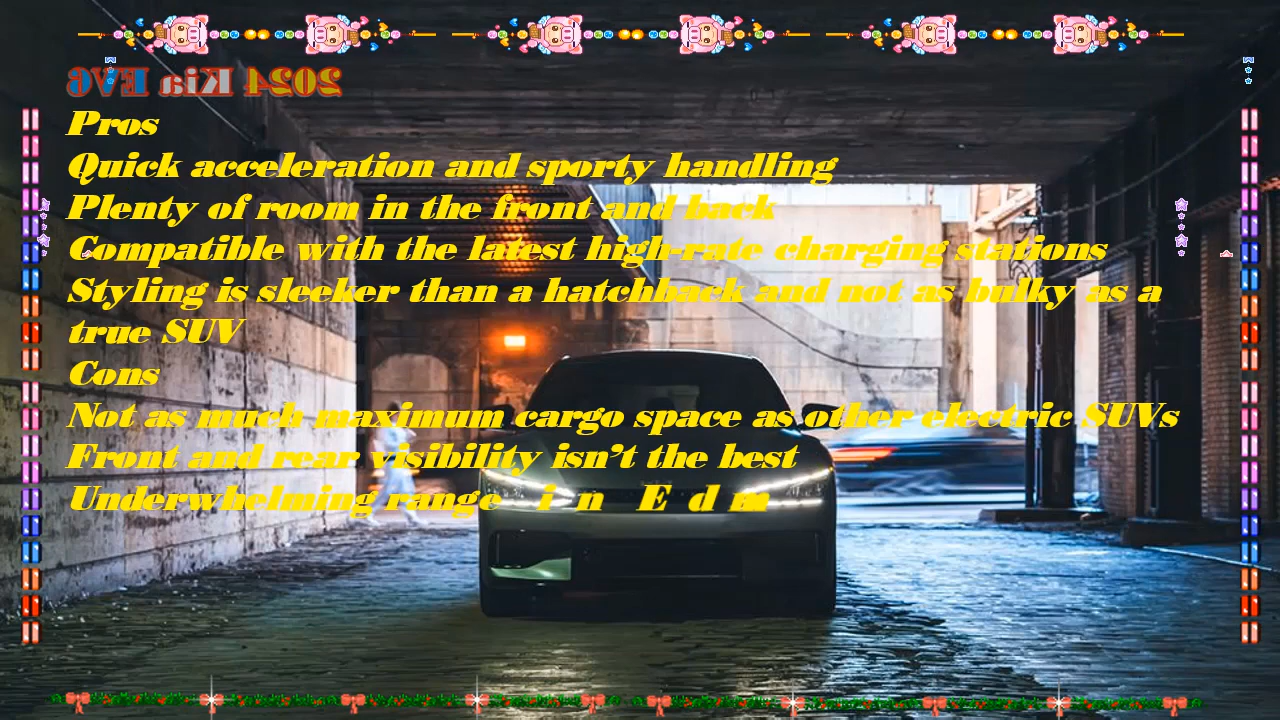 2024 Kia EV6
Pros
Quick acceleration and sporty handling
Plenty of room in the front and back
Compatible with the latest high-rate charging stations
Styling is sleeker than a hatchback and not as bulky as a
true SUV
Cons
Not as much maximum cargo space as other electric SUVs
Front and rear visibility isn’t the best
Underwhelming range i n E d m